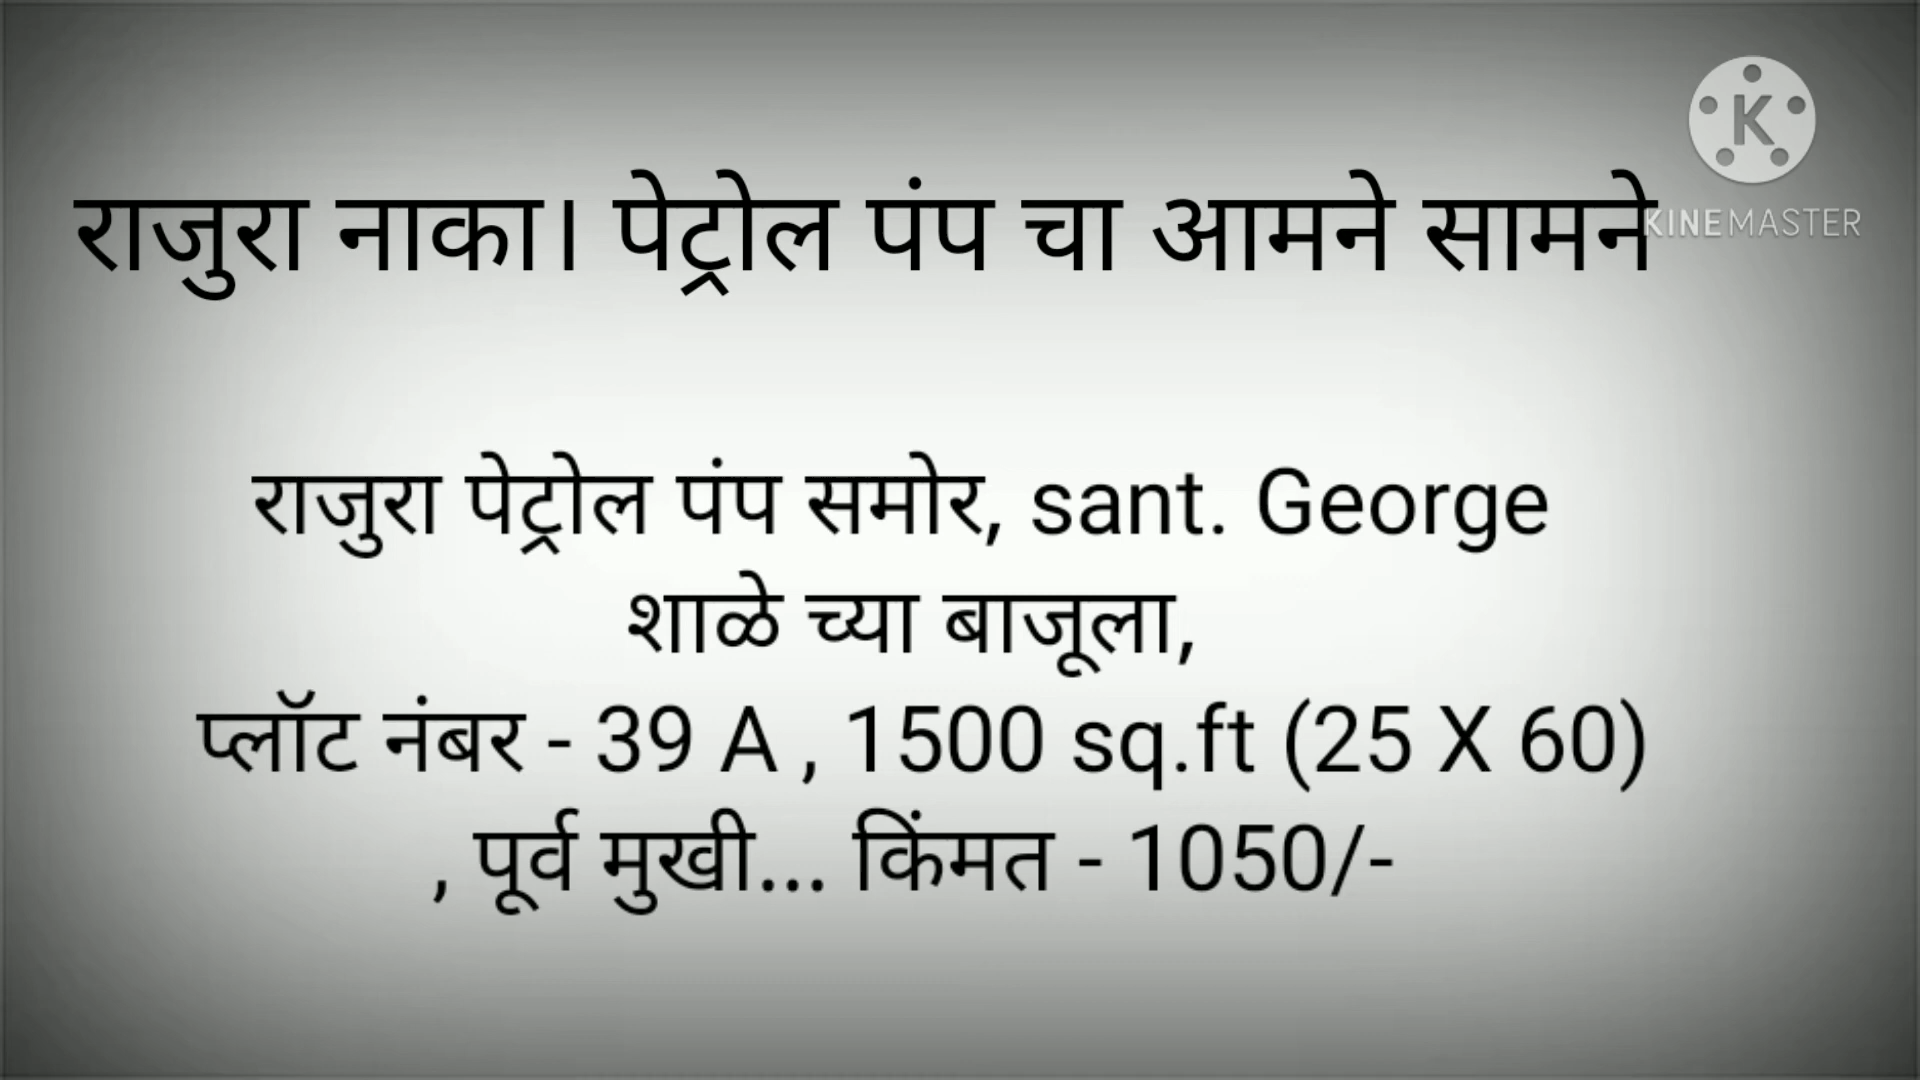 राजुरा नाका। पेट्रोल पंप चा आमने सामने
KINEMASTER
राजुरा पेट्रोल पंप समोर, sant. George
शाळे च्या बाजूला,
प्लॉट नंबर - 39 A , 1500 sq.ft (25 X 60)
, पूर्व मुखी... किंमत - 1050/-